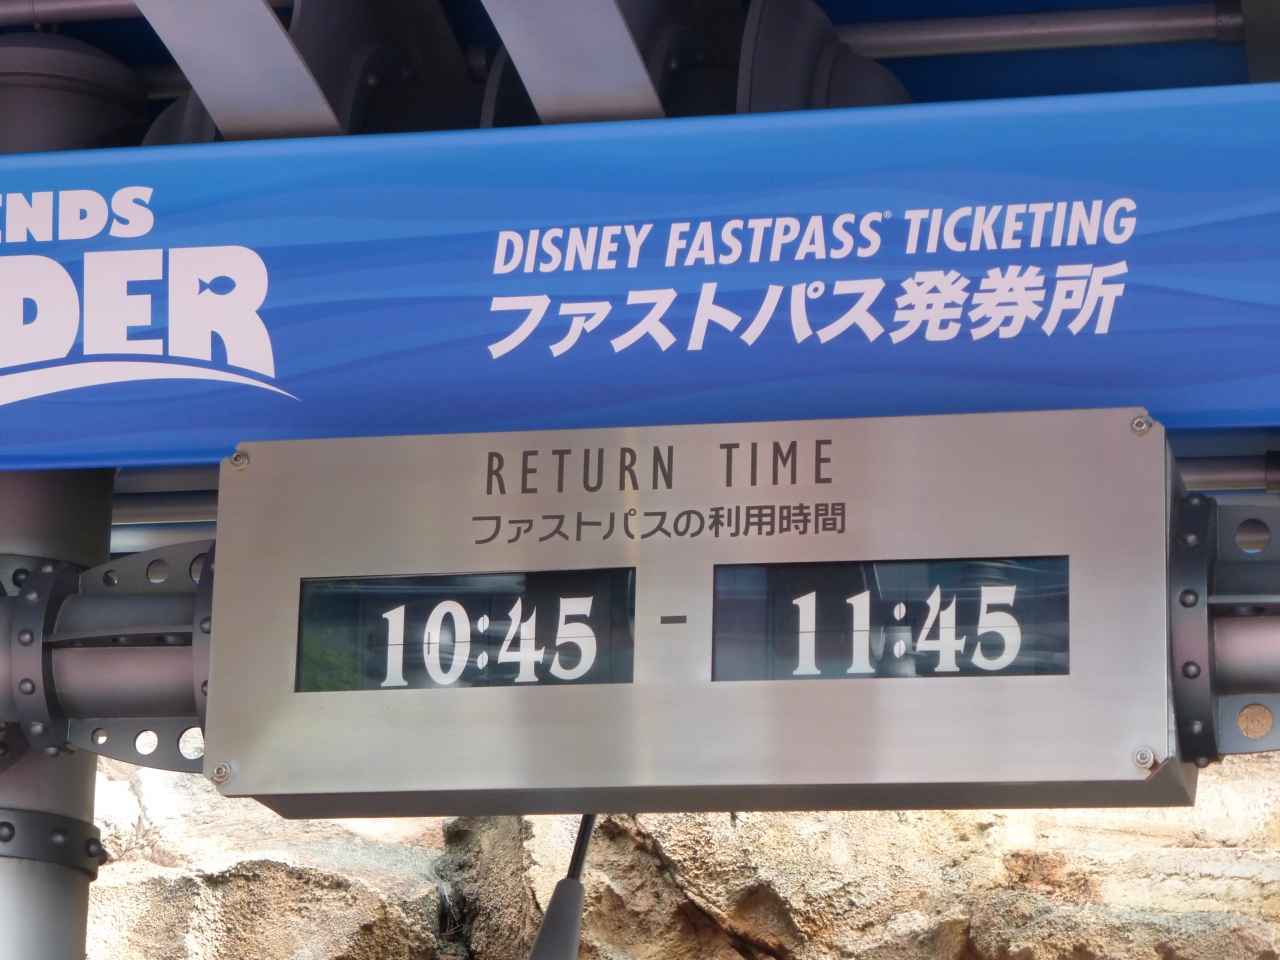 ENDS
DER
DISNEY FASTPASS® TICKETING
ファストパス発券所
RETURN TIME
ファストパスの利用時間
10:45 - 11:45